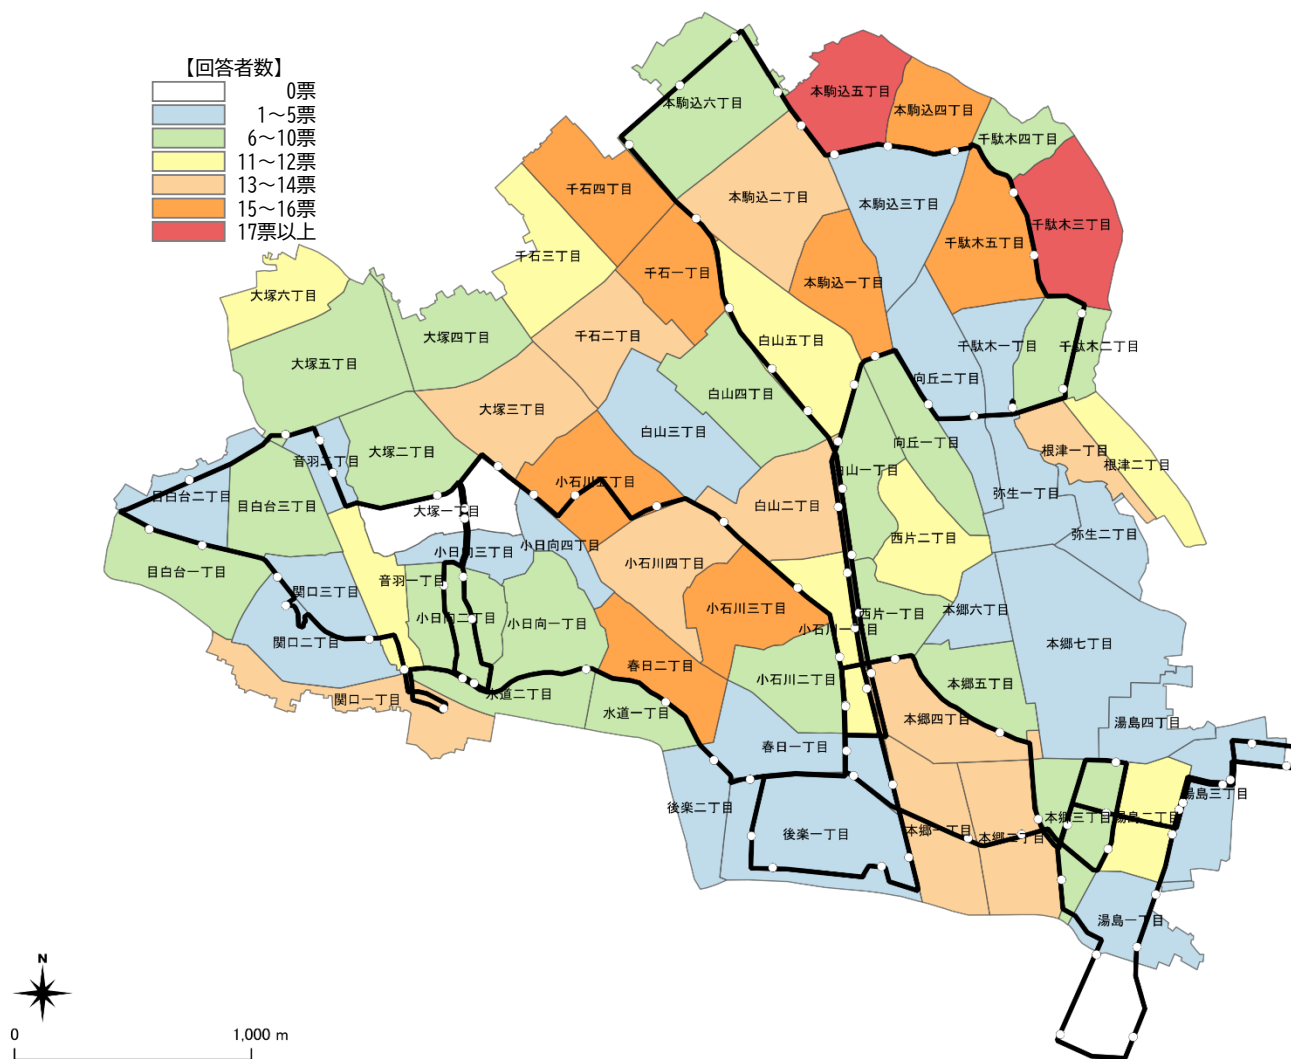 【回答者数】
0票
1～5票
6～10票
11～12票
13～14票
15～16票
17票以上
本駒込六丁目
本駒込五丁目
本駒込四丁目
千駄木四丁目
千石四丁目
本駒込二丁目
本駒込三丁目
千駄木三丁目
千駄木五丁目
千石三丁目
千石一丁目
本駒込一丁目
大塚六丁目
大塚四丁目
千石二丁目
白山五丁目
千駄木一丁目
千駄木二丁目
大塚五丁目
向丘二丁目
白山四丁目
大塚三丁目
白山三丁目
向丘一丁目
大塚二丁目
根津一丁目
根津二丁目
音羽二丁目
小石川五丁目
白山一丁目
目白台二丁目
目白台三丁目
大塚一丁目
白山二丁目
弥生一丁目
西片二丁目
弥生二丁目
小日向三丁目
小日向四丁目
目白台一丁目
関口三丁目
音羽一丁目
小石川四丁目
小石川三丁目
西片一丁目
本郷六丁目
小日向二丁目
小日向一丁目
小石川一丁目
関口二丁目
本郷七丁目
春日二丁目
小石川二丁目
本郷五丁目
関口一丁目
水道二丁目
水道一丁目
本郷四丁目
湯島四丁目
春日一丁目
後楽二丁目
湯島三丁目
本郷三丁目
湯島二丁目
後楽一丁目
本郷一丁目
本郷二丁目
湯島一丁目
N
0
1,000 m